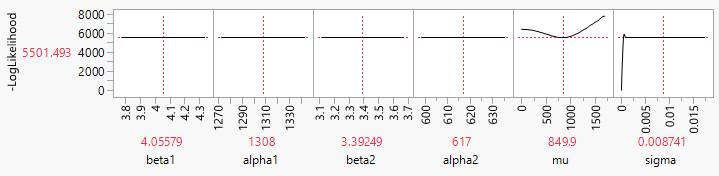 -LogLikelihood
5501.493
8000
6000
4000
2000
0
3.8 3.9 4 4.1 4.2 4.3
1270 1290 1310 1330
3.1 3.2 3.3 3.4 3.5 3.6 3.7
600 610 620 630
0 500 1000 1500
0 0.005 0.01 0.015
4.05579 1308 3.39249 617 849.9 0.008741
beta1 alpha1 beta2 alpha2 mu sigma